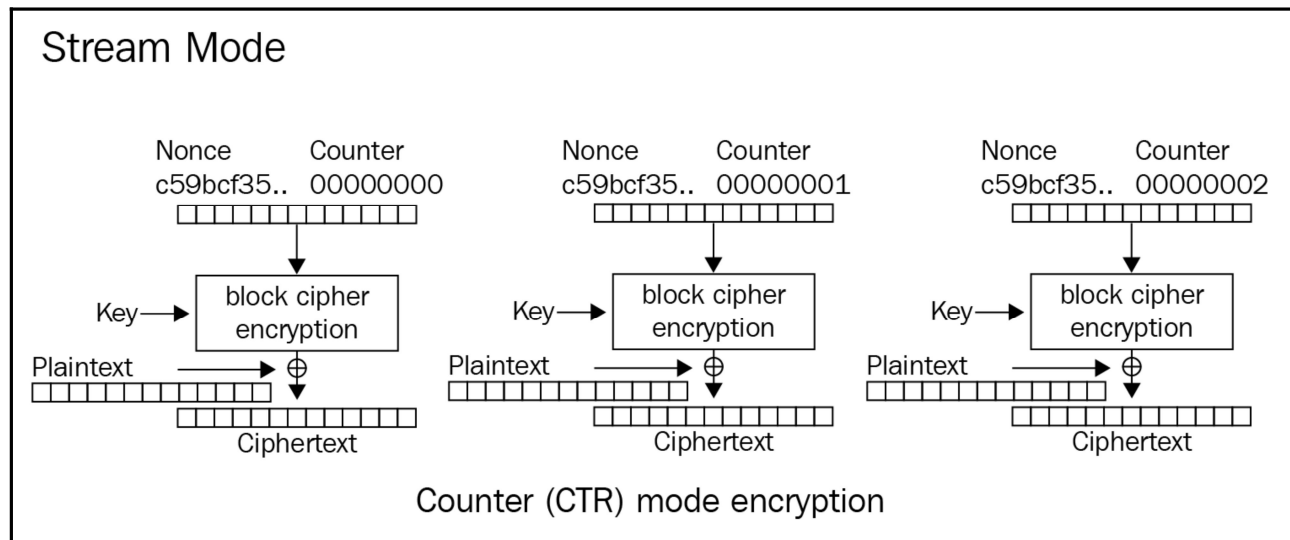 Stream Mode
Nonce Counter
c59bcf35.. 00000000
block cipher
encryption
Key
Plaintext
Ciphertext
Nonce Counter
c59bcf35.. 00000001
block cipher
encryption
Key
Plaintext
Ciphertext
Nonce Counter
c59bcf35.. 00000002
block cipher
encryption
Key
Plaintext
Ciphertext
Counter (CTR) mode encryption